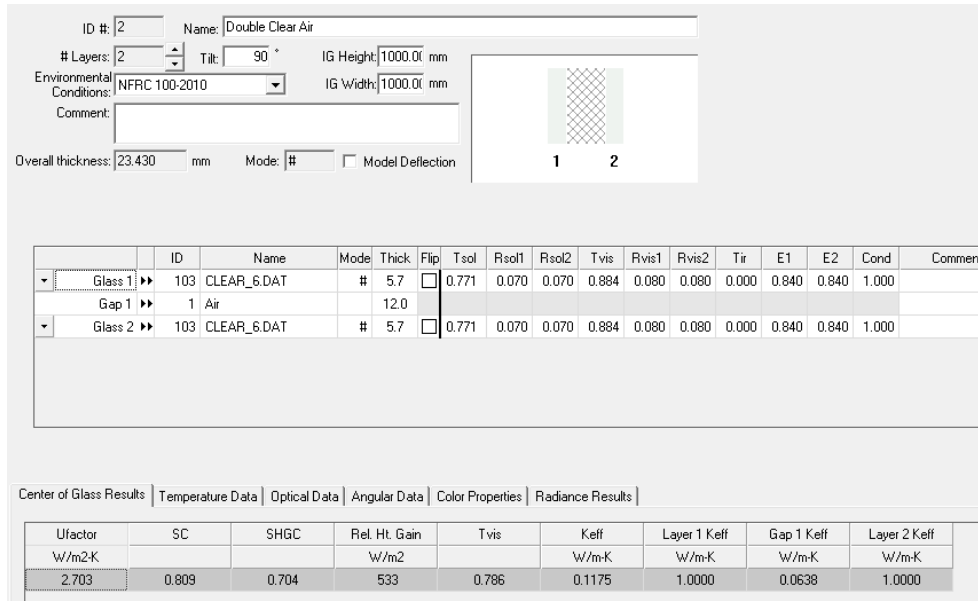 ID #: 2 Name: Double Clear Air
# Layers: 2 Tilt: 90 ° IG Height: 1000.00 mm
Environmental Conditions: NFRC 100-2010 IG Width: 1000.00 mm
Comment:
Overall thickness: 23.430 mm Mode: # Model Deflection
1 2
ID Name Mode Thick Flip Tsol Rsol1 Rsol2 Tvis Rvis1 Rvis2 Tir E1 E2 Cond Commen
Glass 1 ▸▸ 103 CLEAR_6.DAT # 5.7 0.771 0.070 0.070 0.884 0.080 0.080 0.000 0.840 0.840 1.000
Gap 1 ▸▸ 1 Air 12.0
Glass 2 ▸▸ 103 CLEAR_6.DAT # 5.7 0.771 0.070 0.070 0.884 0.080 0.080 0.000 0.840 0.840 1.000
Center of Glass Results Temperature Data Optical Data Angular Data Color Properties Radiance Results
Ufactor SC SHGC Rel. Ht. Gain Tvis Keff Layer 1 Keff Gap 1 Keff Layer 2 Keff
W/m2-K W/m2 W/m-K W/m-K W/m-K W/m-K
2.703 0.809 0.704 533 0.786 0.1175 1.0000 0.0638 1.0000